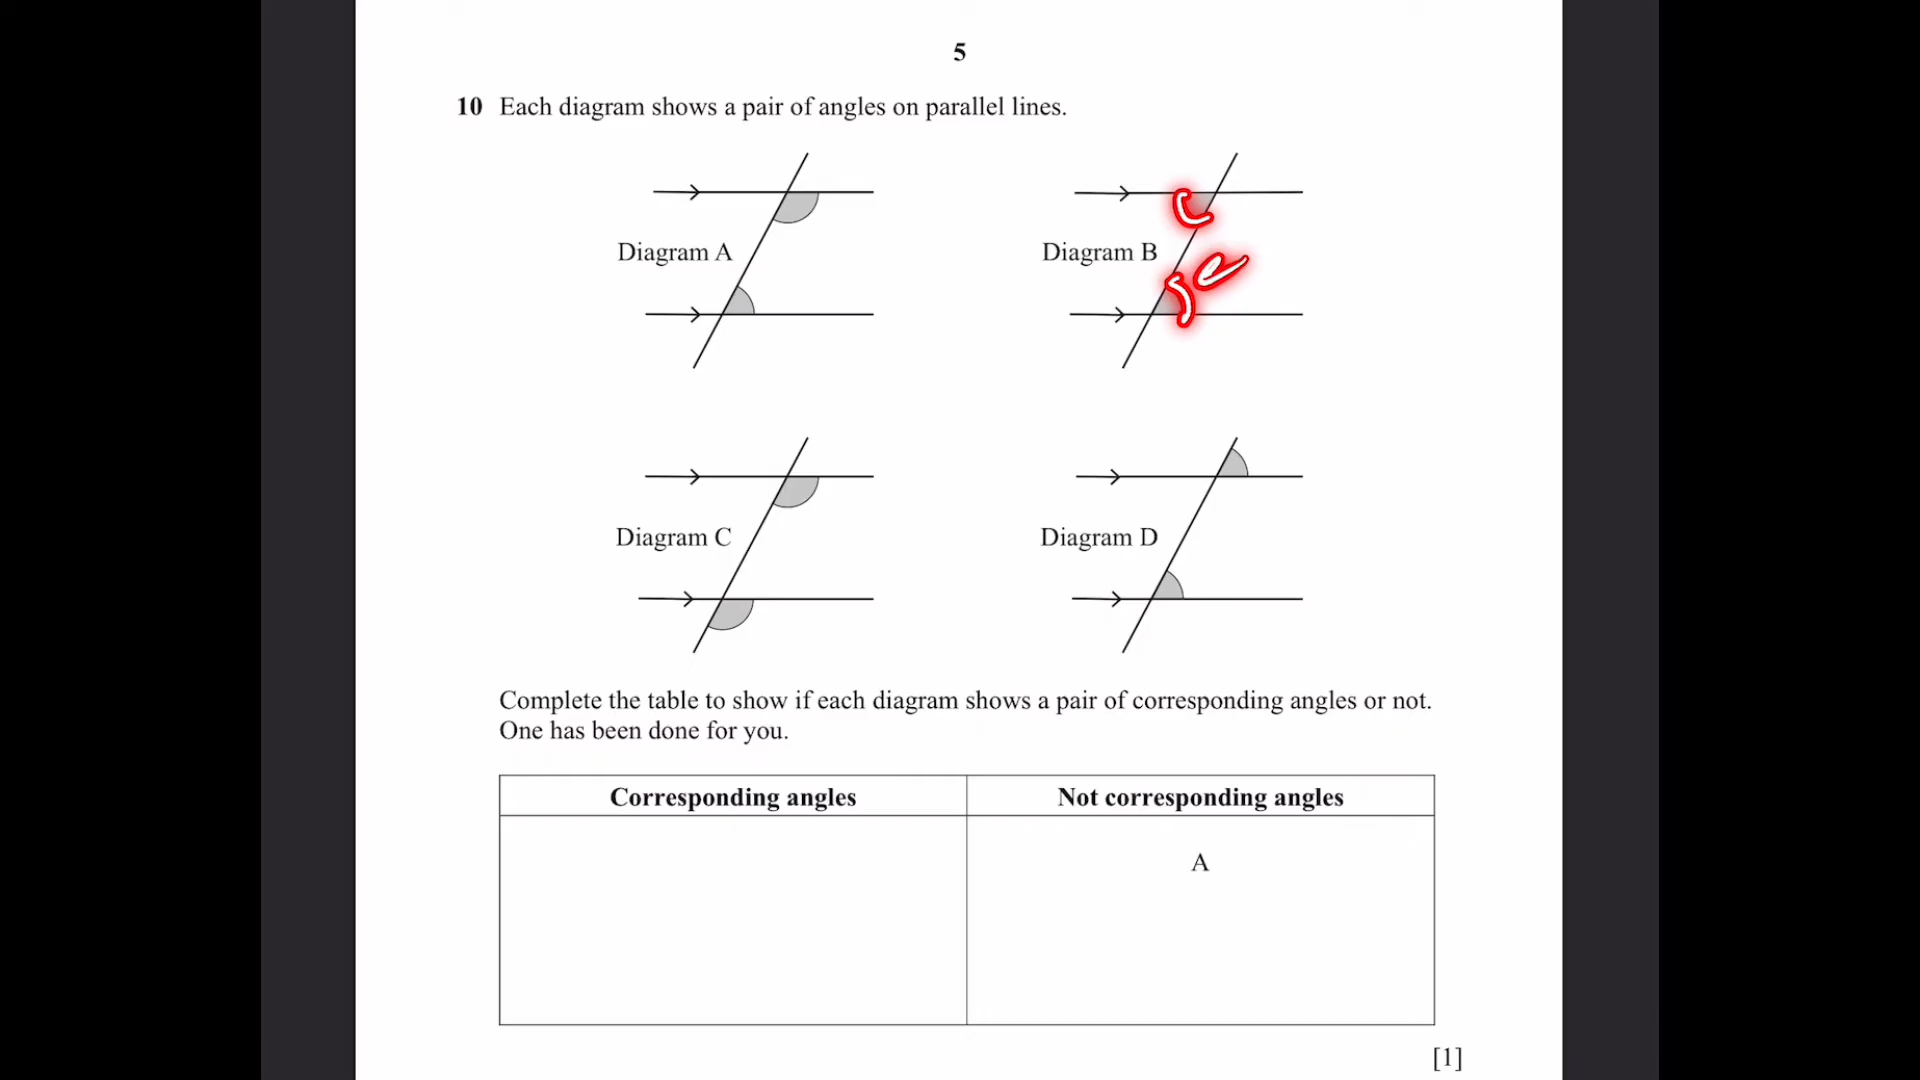 5
10 Each diagram shows a pair of angles on parallel lines.
Diagram A
Diagram B
Diagram C
Diagram D
Complete the table to show if each diagram shows a pair of corresponding angles or not.
One has been done for you.
Corresponding angles
Not corresponding angles
A
[1]